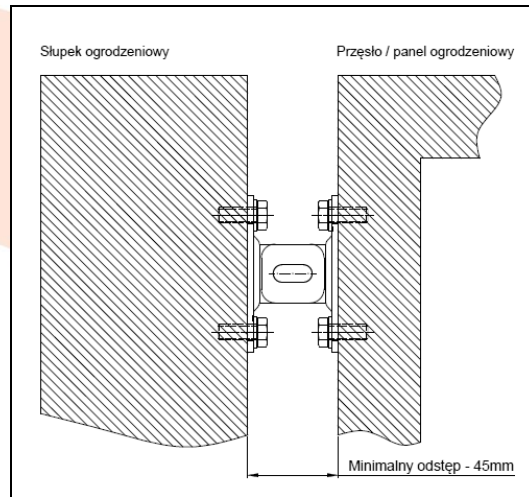 Słupek ogrodzeniowy
Przęsło / panel ogrodzeniowy
Minimalny odstęp - 45mm